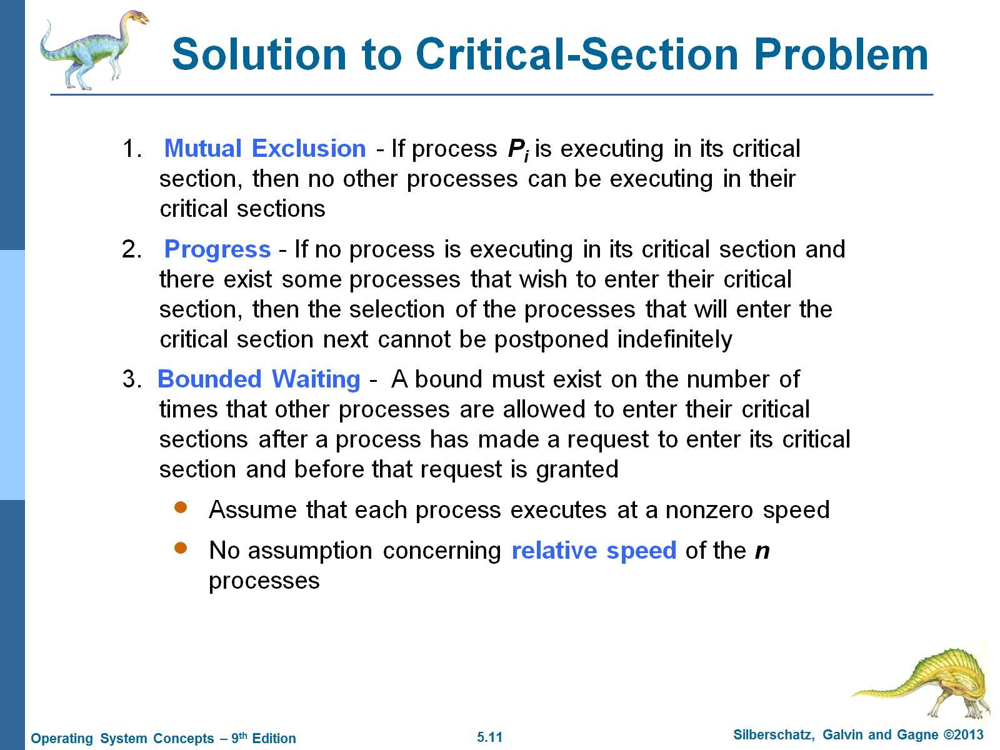 Solution to Critical-Section Problem
1. Mutual Exclusion - If process Pi is executing in its critical
section, then no other processes can be executing in their
critical sections
2. Progress - If no process is executing in its critical section and
there exist some processes that wish to enter their critical
section, then the selection of the processes that will enter the
critical section next cannot be postponed indefinitely
3. Bounded Waiting - A bound must exist on the number of
times that other processes are allowed to enter their critical
sections after a process has made a request to enter its critical
section and before that request is granted
● Assume that each process executes at a nonzero speed
● No assumption concerning relative speed of the n
processes
Operating System Concepts – 9th Edition
5.11
Silberschatz, Galvin and Gagne ©2013